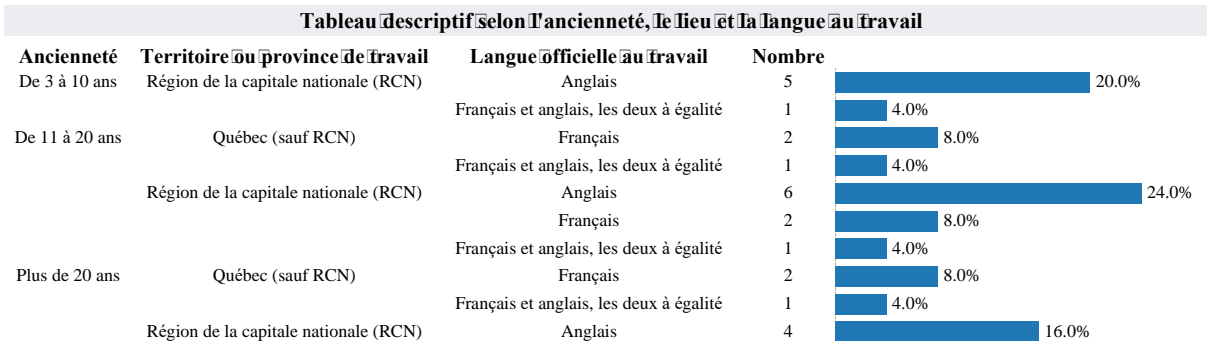 Tableau descriptif selon l'ancienneté, le lieu et la langue au travail
Ancienneté Territoire ou province de travail Langue officielle au travail Nombre
De 3 à 10 ans Région de la capitale nationale (RCN) Anglais 5 20.0%
Français et anglais, les deux à égalité 1 4.0%
De 11 à 20 ans Québec (sauf RCN) Français 2 8.0%
Français et anglais, les deux à égalité 1 4.0%
Région de la capitale nationale (RCN) Anglais 6 24.0%
Français 2 8.0%
Français et anglais, les deux à égalité 1 4.0%
Plus de 20 ans Québec (sauf RCN) Français 2 8.0%
Français et anglais, les deux à égalité 1 4.0%
Région de la capitale nationale (RCN) Anglais 4 16.0%